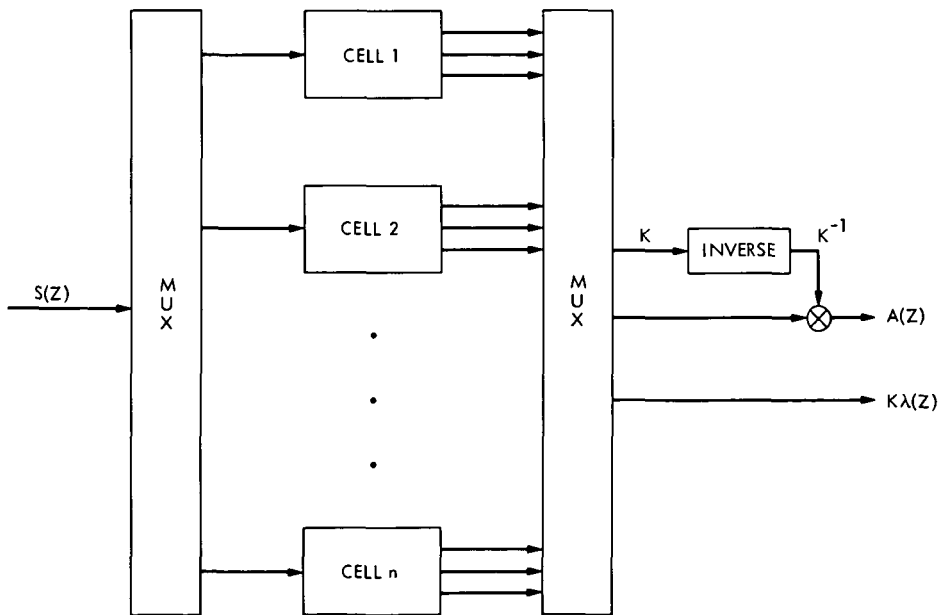 CELL 1
CELL 2
K
INVERSE
K⁻¹
S(Z)
MUX
MUX
A(Z)
Kλ(Z)
CELL n